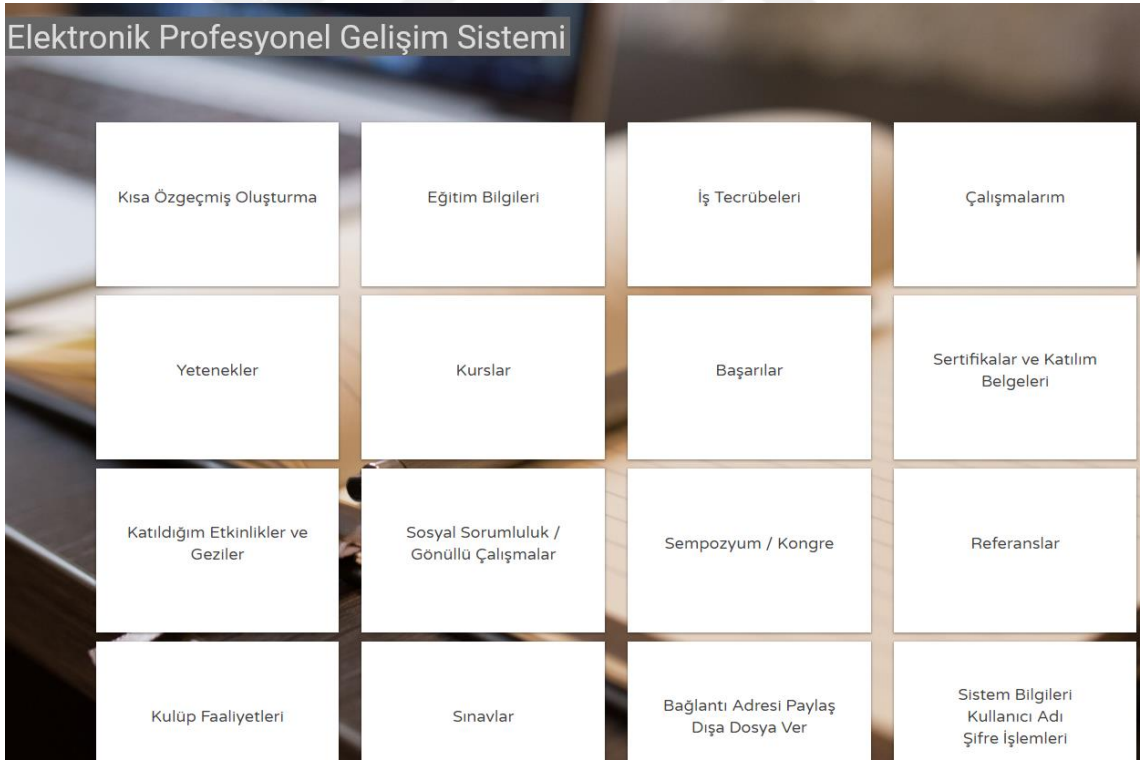 Elektronik Profesyonel Gelişim Sistemi
Kısa Özgeçmiş Oluşturma
Eğitim Bilgileri
İş Tecrübeleri
Çalışmalarım
Yetenekler
Kurslar
Başarılar
Sertifikalar ve Katılım
Belgeleri
Katıldığım Etkinlikler ve
Geziler
Sosyal Sorumluluk /
Gönüllü Çalışmalar
Sempozyum / Kongre
Referanslar
Kulüp Faaliyetleri
Sınavlar
Bağlantı Adresi Paylaş
Dışa Dosya Ver
Sistem Bilgileri
Kullanıcı Adı
Şifre İşlemleri